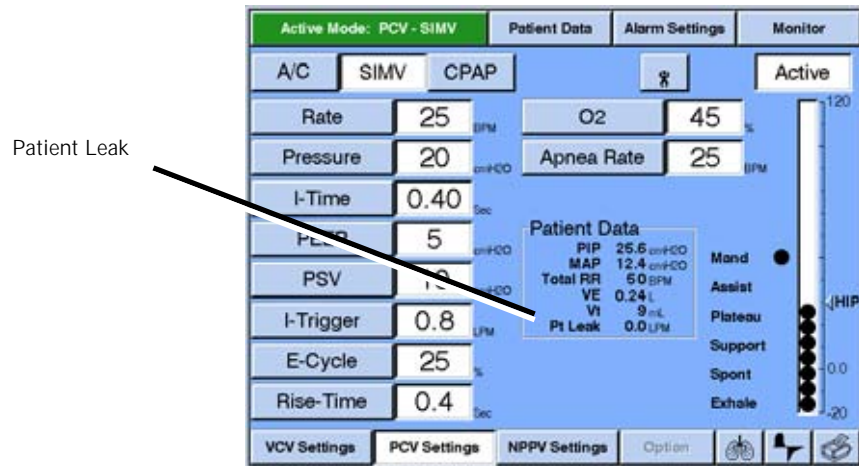 Active Mode: PCV - SIMV Patient Data Alarm Settings Monitor
A/C SIMV CPAP Active
Rate 25 BPM O2 45 %
Pressure 20 cmH2O Apnea Rate 25 BPM
I-Time 0.40 Sec
PEEP 5 cmH2O
PSV cmH2O
I-Trigger 0.8 LPM
E-Cycle 25 %
Rise-Time 0.4 Sec
Patient Data
PIP 25.6 cmH2O
MAP 12.4 cmH2O
Total RR 50 BPM
VE 0.24 L
Vt 9 mL
Pt Leak 0.0 LPM
Mand
Assist
Plateau
Support
Spont
Exhale
120
HIP
0.0
-20
Patient Leak
VCV Settings PCV Settings NPPV Settings Option